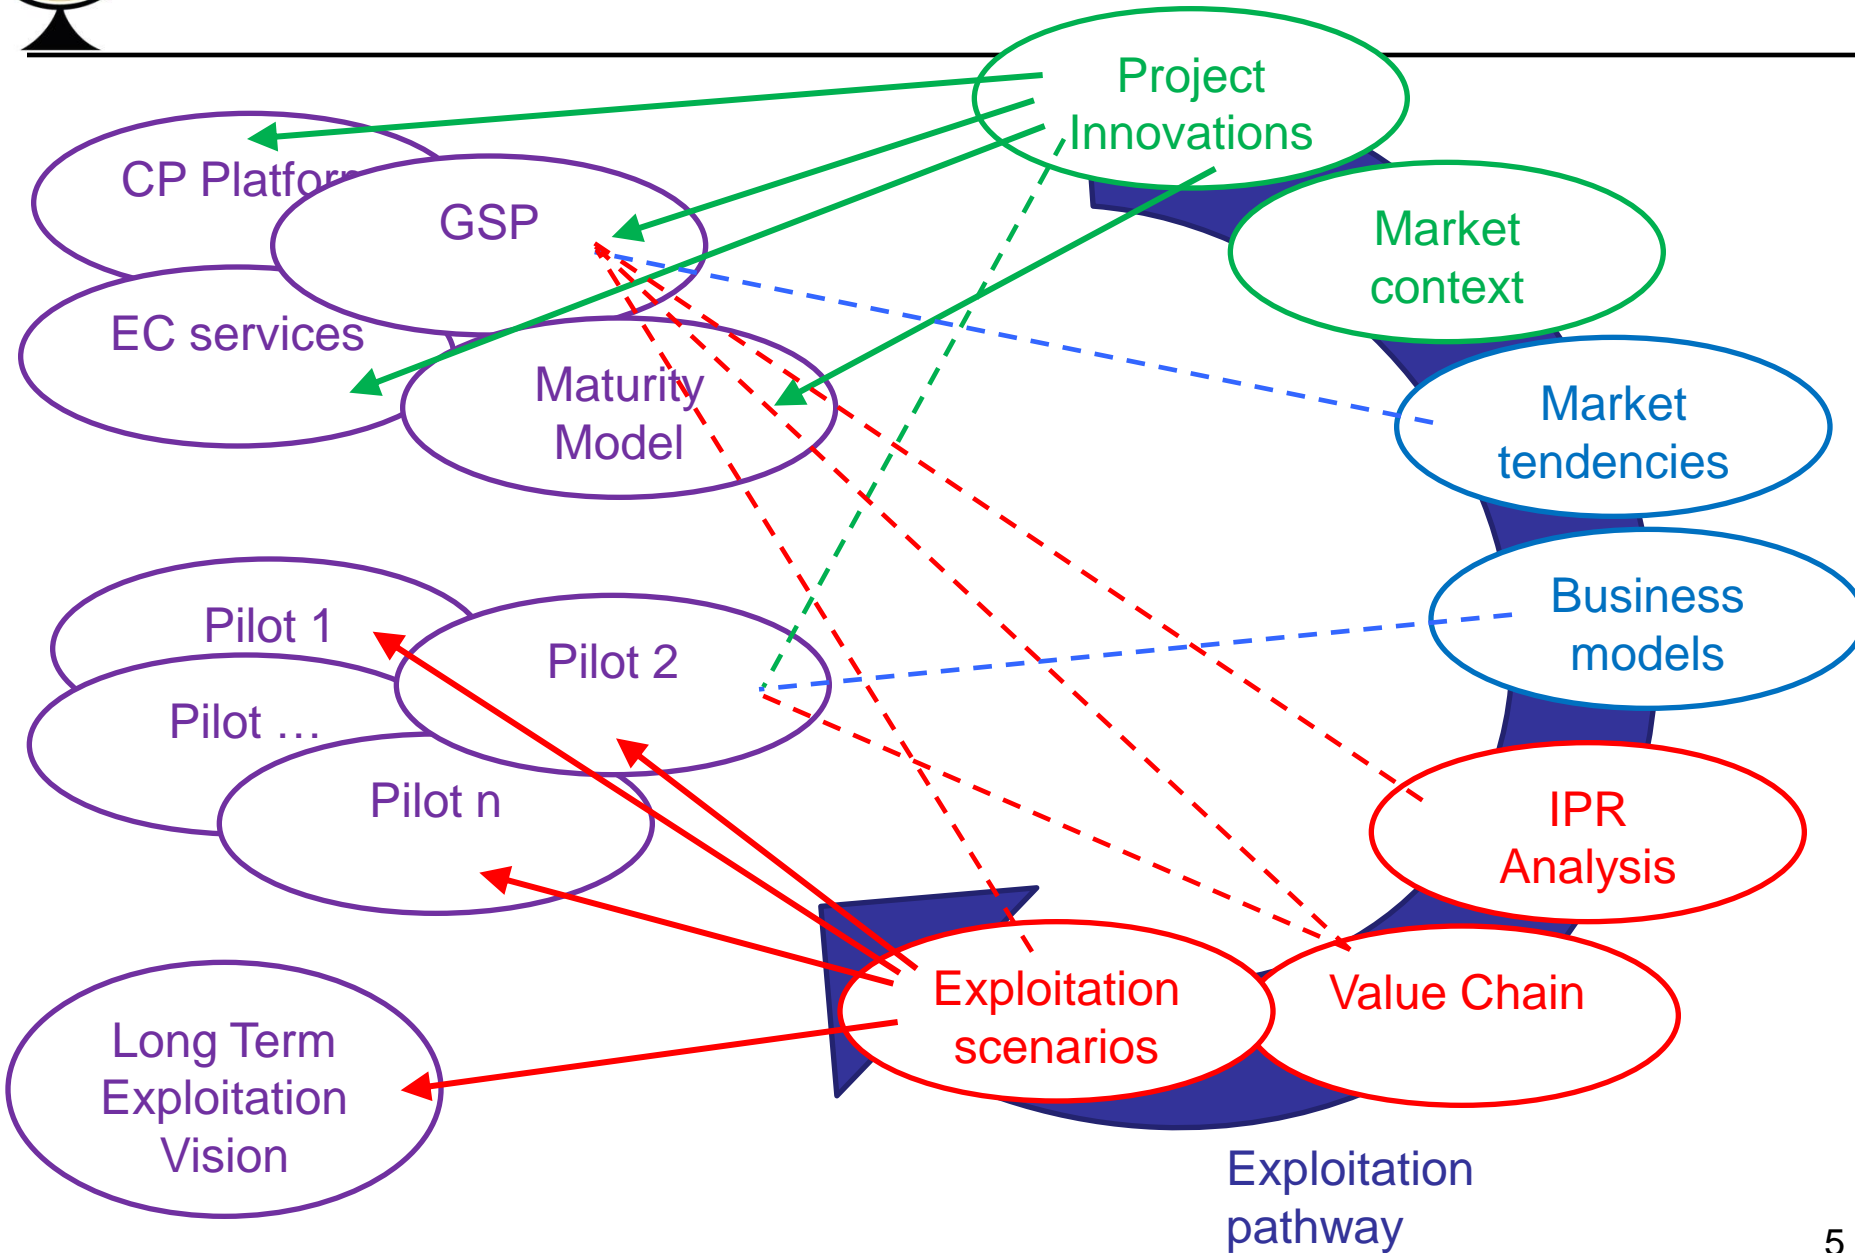 Project
Innovations
CP Platfor
GSP
Market
context
EC services
Maturity
Model
Market
tendencies
Business
models
Pilot 1
Pilot 2
Pilot …
Pilot n
IPR
Analysis
Exploitation
scenarios
Value Chain
Long Term
Exploitation
Vision
Exploitation
pathway
5